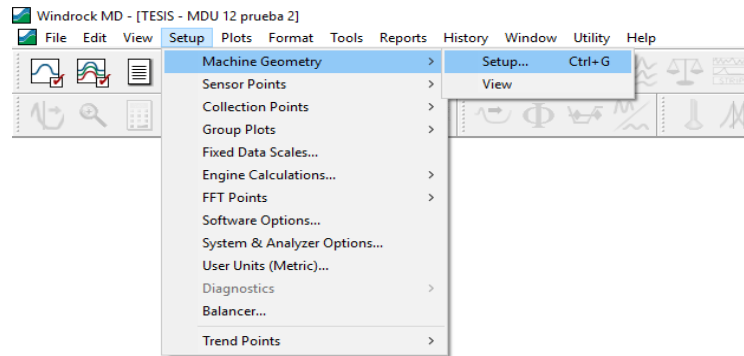 Windrock MD - [TESIS - MDU 12 prueba 2]
File Edit View Setup Plots Format Tools Reports History Window Utility Help
Machine Geometry
Setup... Ctrl+G
Sensor Points
View
Collection Points
Group Plots
Fixed Data Scales...
Engine Calculations...
FFT Points
Software Options...
System & Analyzer Options...
User Units (Metric)...
Diagnostics
Balancer...
Trend Points